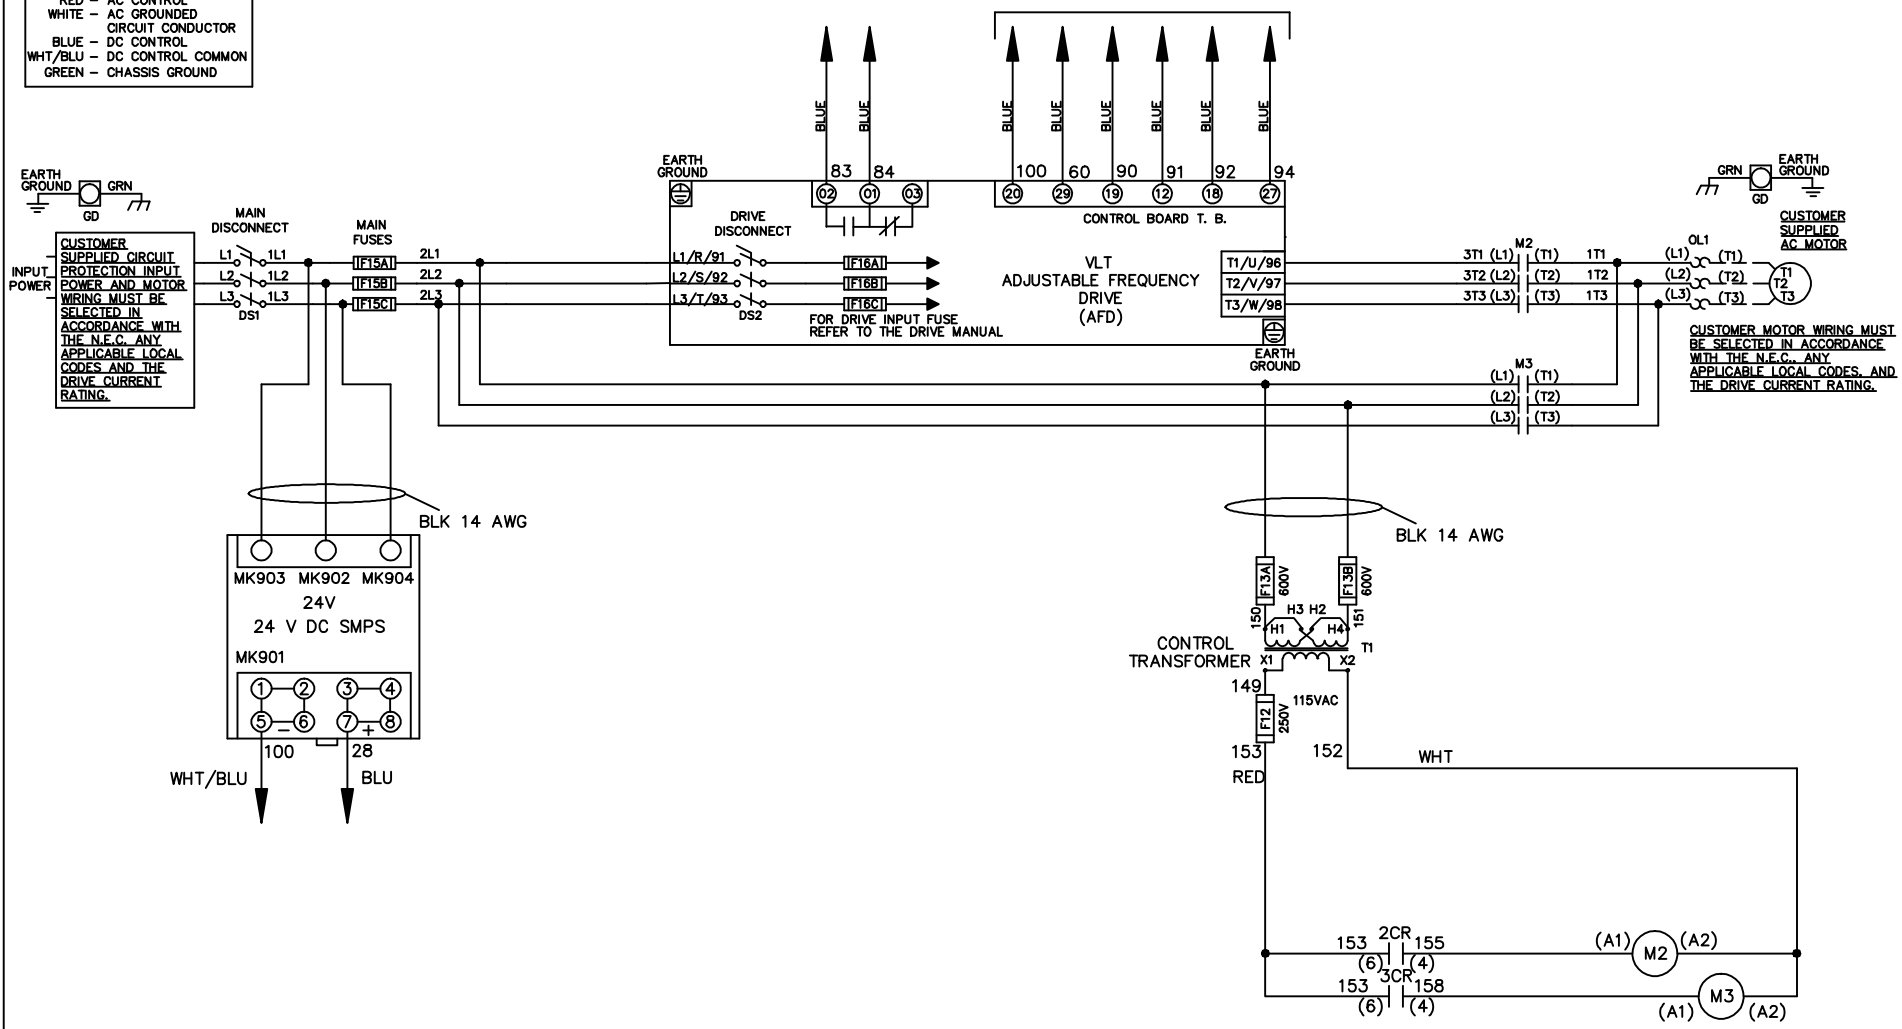 RED – AC CONTROL
WHITE – AC GROUNDED
CIRCUIT CONDUCTOR
BLUE – DC CONTROL
WHT/BLU – DC CONTROL COMMON
GREEN – CHASSIS GROUND
BLUE
BLUE
BLUE
BLUE
BLUE
BLUE
BLUE
BLUE
EARTH
GROUND
GRN
GD
EARTH
GROUND
83
84
100
60
90
91
92
94
02
01
03
20
29
19
12
18
27
CONTROL BOARD T. B.
GRN
EARTH
GROUND
GD
CUSTOMER
SUPPLIED
AC MOTOR
INPUT
POWER
CUSTOMER
SUPPLIED CIRCUIT
PROTECTION INPUT
POWER AND MOTOR
WIRING MUST BE
SELECTED IN
ACCORDANCE WITH
THE N.E.C. ANY
APPLICABLE LOCAL
CODES AND THE
DRIVE CURRENT
RATING.
MAIN
DISCONNECT
L1 1L1
L2 1L2
L3 1L3
DS1
MAIN
FUSES
F15A
F15B
F15C
2L1
2L2
2L3
L1/R/91
L2/S/92
L3/T/93
DRIVE
DISCONNECT
DS2
F16A
F16B
F16C
FOR DRIVE INPUT FUSE
REFER TO THE DRIVE MANUAL
VLT
ADJUSTABLE FREQUENCY
DRIVE
(AFD)
T1/U/96
T2/V/97
T3/W/98
EARTH
GROUND
M2
3T1 (L1) (T1) 1T1
3T2 (L2) (T2) 1T2
3T3 (L3) (T3) 1T3
OL1
(L1) (T1)
(L2) (T2)
(L3) (T3)
T1
T2
T3
CUSTOMER MOTOR WIRING MUST
BE SELECTED IN ACCORDANCE
WITH THE N.E.C., ANY
APPLICABLE LOCAL CODES, AND
THE DRIVE CURRENT RATING.
M3
(L1) (T1)
(L2) (T2)
(L3) (T3)
BLK 14 AWG
BLK 14 AWG
MK903 MK902 MK904
24V
24 V DC SMPS
MK901
1 2 3 4
5 6 7 8
– +
100
28
WHT/BLU
BLU
F13A
600V
F13B
600V
150
151
H3 H2
H1
H4
T1
CONTROL
TRANSFORMER
X1
X2
149
115VAC
F12
250V
153
152
RED
WHT
2CR
153 155
(6) (4)
(A1) M2 (A2)
3CR
153 158
(6) (4)
(A1) M3 (A2)